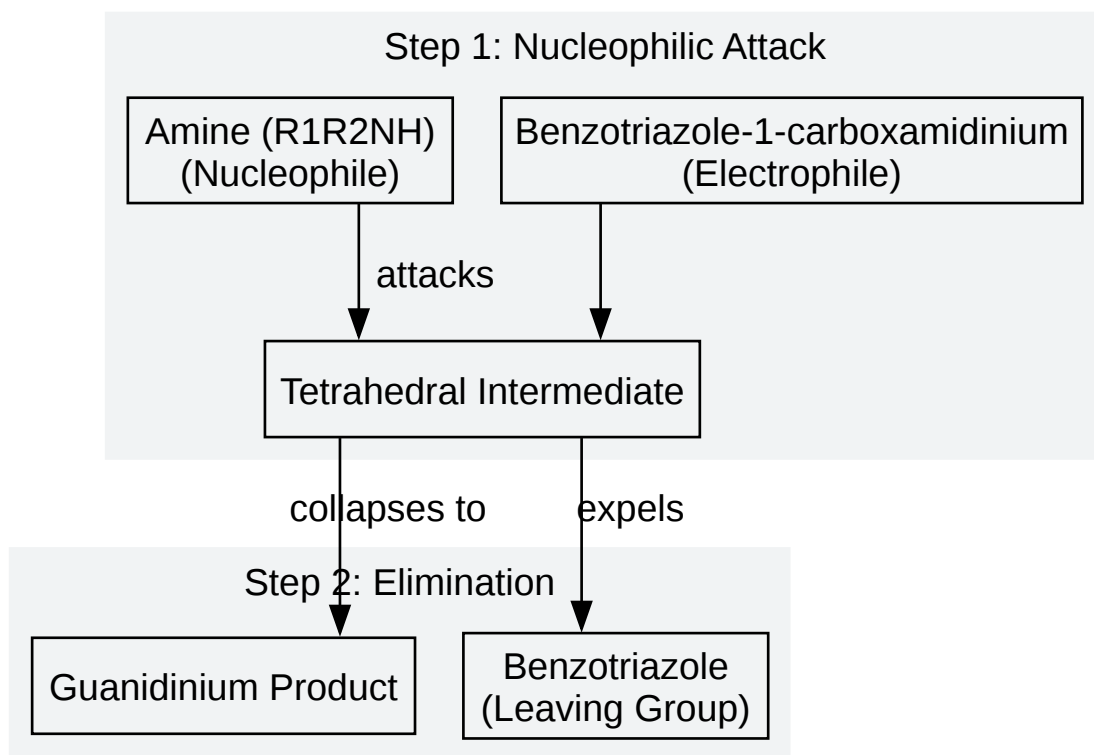 Step 1: Nucleophilic Attack
Amine (R1R2NH)
(Nucleophile)
Benzotriazole-1-carboxamidinium
(Electrophile)
attacks
Tetrahedral Intermediate
collapses to
expels
Step 2: Elimination
Guanidinium Product
Benzotriazole
(Leaving Group)